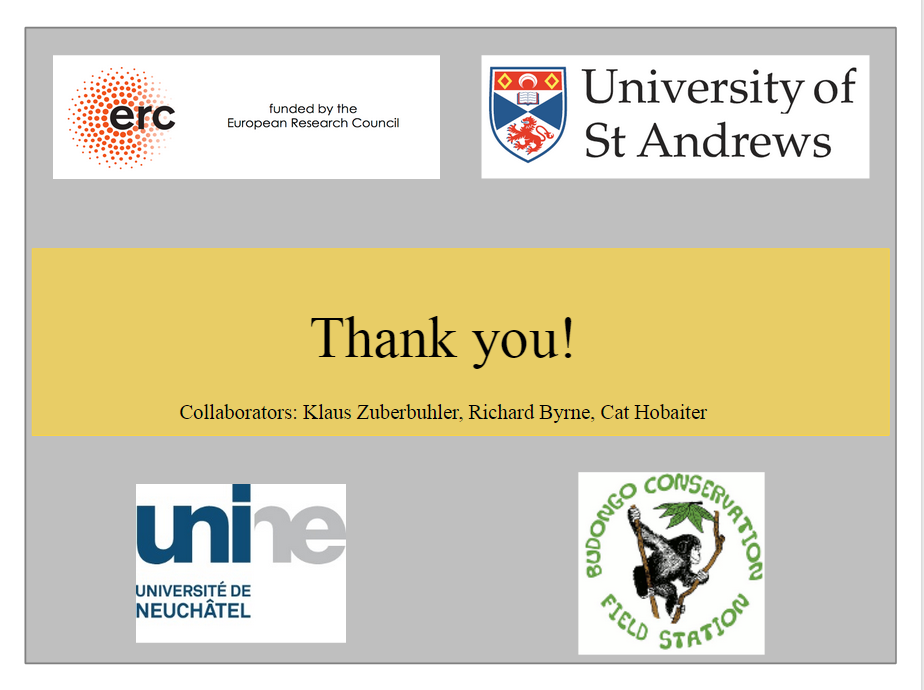 erc
funded by the
European Research Council
University of
St Andrews
Thank you!
Collaborators: Klaus Zuberbuhler, Richard Byrne, Cat Hobaiter
unine
UNIVERSITÉ DE
NEUCHÂTEL
BUDONGO CONSERVATION
FIELD STATION